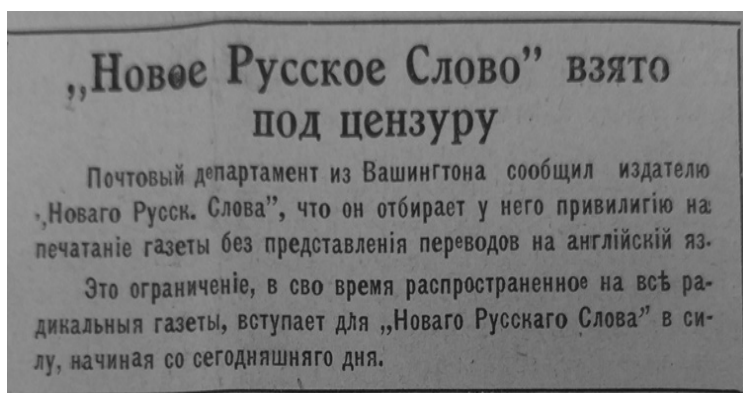 „Новое Русское Слово" взято
под цензуру
Почтовый департамент из Вашингтона сообщил издателю
„Новаго Русск. Слова", что он отбирает у него привилигію на
печатаніе газеты без представленія переводов на англійскій яз.
Это ограниченіе, в сво время распространенное на всѣ ра-
дикальныя газеты, вступает для „Новаго Русскаго Слова" в си-
лу, начиная со сегодняшняго дня.